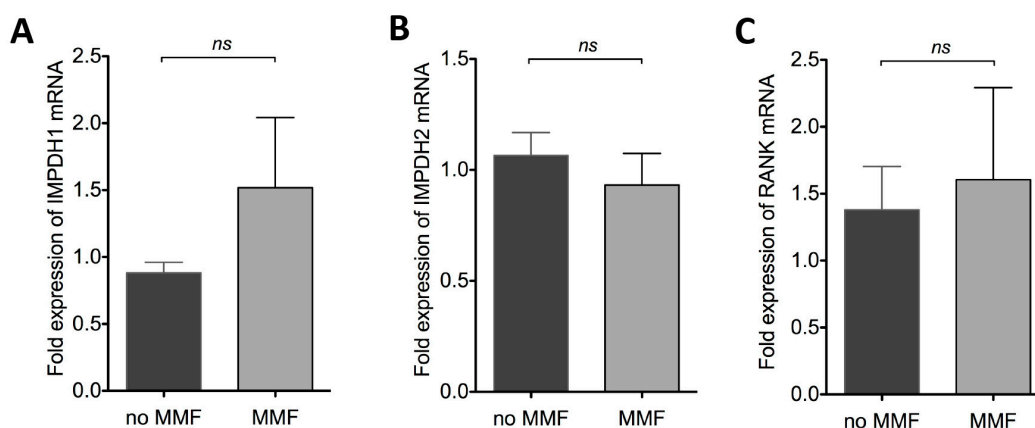 A
Fold expression of IMPDH1 mRNA
2.5
2.0
1.5
1.0
0.5
0.0
ns
no MMF
MMF
B
Fold expression of IMPDH2 mRNA
1.5
1.0
0.5
0.0
ns
no MMF
MMF
C
Fold expression of RANK mRNA
2.5
2.0
1.5
1.0
0.5
0.0
ns
no MMF
MMF